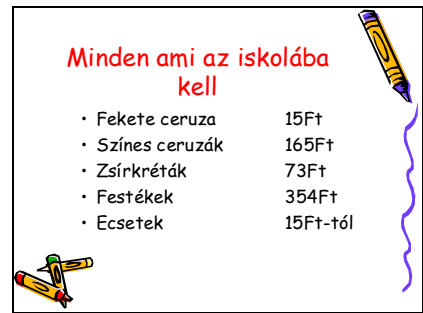 Minden ami az iskolába
kell
• Fekete ceruza 15Ft
• Színes ceruzák 165Ft
• Zsírkréták 73Ft
• Festékek 354Ft
• Ecsetek 15Ft-tól